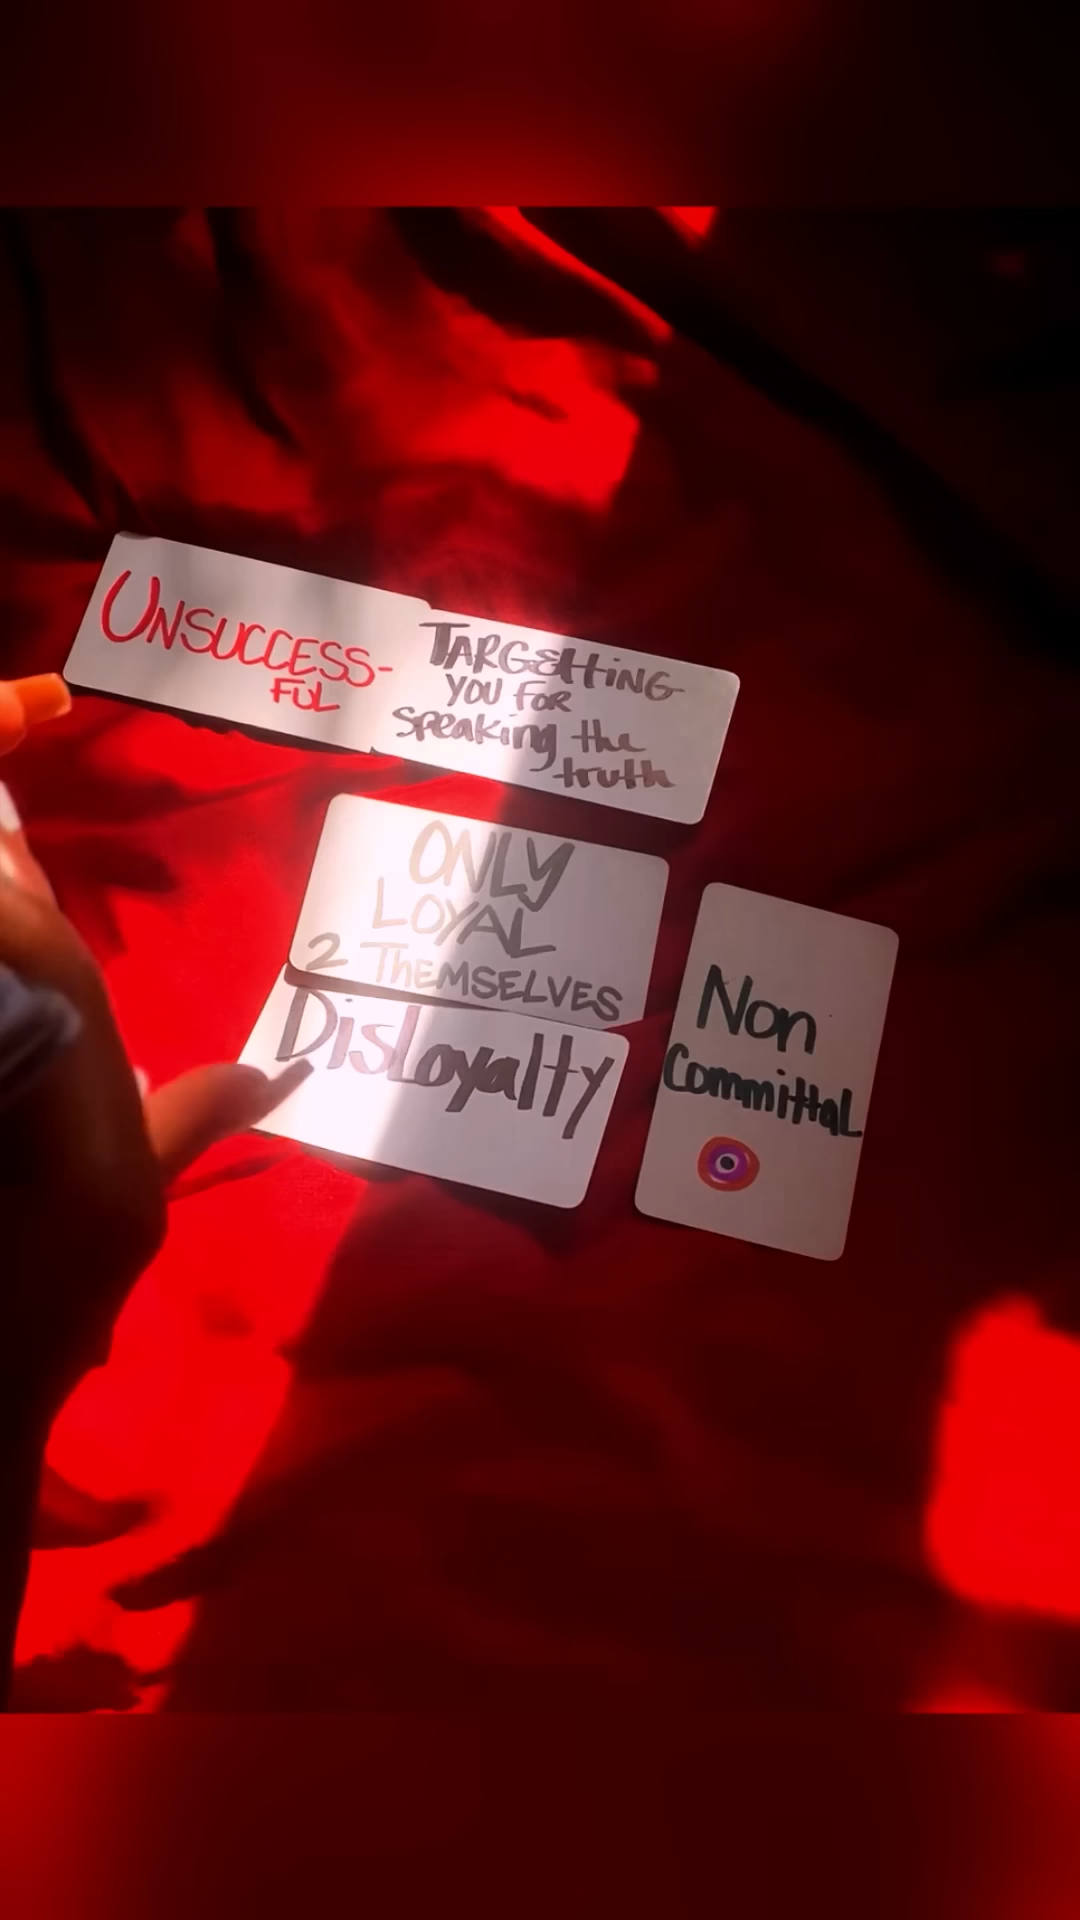 UNSUCCESS-
FUL
TARGETTiNG
YOU FOR
Speaking the
truth
ONLY
LOYAL
2 ThEMSELVES
DisLoyalty
Non
CommittaL